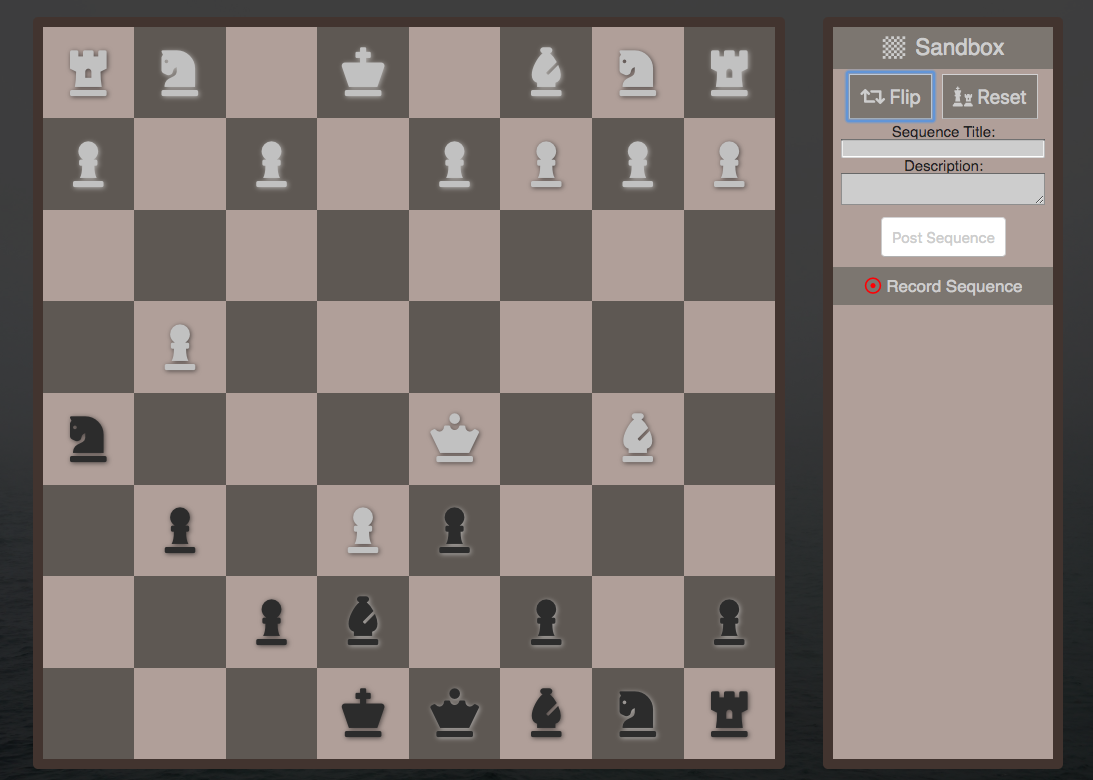 Sandbox
Flip
Reset
Sequence Title:
Description:
Post Sequence
Record Sequence